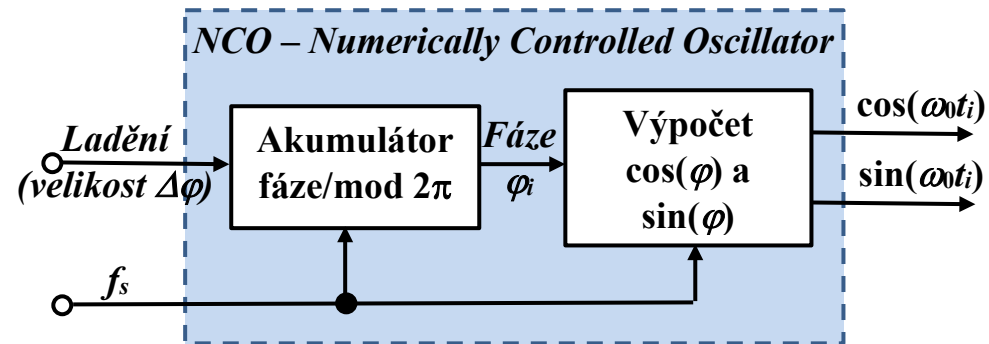 NCO – Numerically Controlled Oscillator
Ladění
(velikost Δφ)
Akumulátor
fáze/mod 2π
Fáze
φi
Výpočet
cos(φ) a
sin(φ)
cos(ω0ti)
sin(ω0ti)
fs